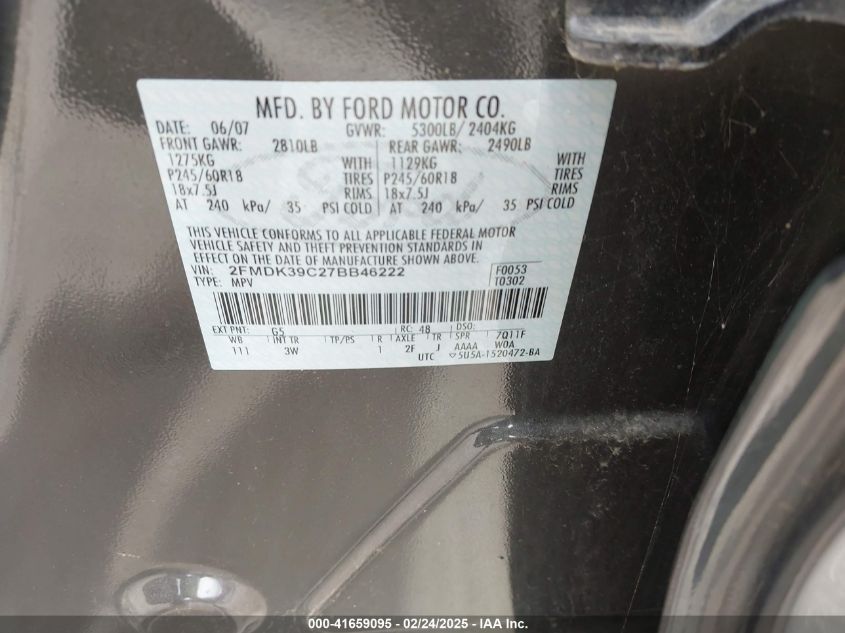 MFD. BY FORD MOTOR CO.
DATE: 06/07 GVWR: 5300LB/ 2404KG
FRONT GAWR: 2810LB REAR GAWR: 2490LB
1275KG WITH 1129KG WITH
P245/60R18 TIRES P245/60R18 TIRES
18x7.5J RIMS 18x7.5J RIMS
AT 240 kPa/ 35 PSI COLD AT 240 kPa/ 35 PSI COLD
THIS VEHICLE CONFORMS TO ALL APPLICABLE FEDERAL MOTOR
VEHICLE SAFETY AND THEFT PREVENTION STANDARDS IN
EFFECT ON THE DATE OF MANUFACTURE SHOWN ABOVE.
VIN: 2FMDK39C27BB46222 F0053
TYPE: MPV T0302
EXT PNT: G5 RC: 48 DSO:
WB INT TR TP/PS R AXLE TR SPR 7Q11F
111 3W 1 2F J AAAA W0A
UTC ▽5U5A-1520472-BA
000-41659095 - 02/24/2025 - IAA Inc.